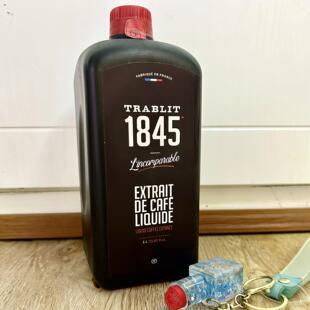 FABRIQUÉ EN FRANCE
TRABLIT
1845
L'incomparable
EXTRAIT
DE CAFÉ
LIQUIDE
LIQUID COFFEE EXTRACT